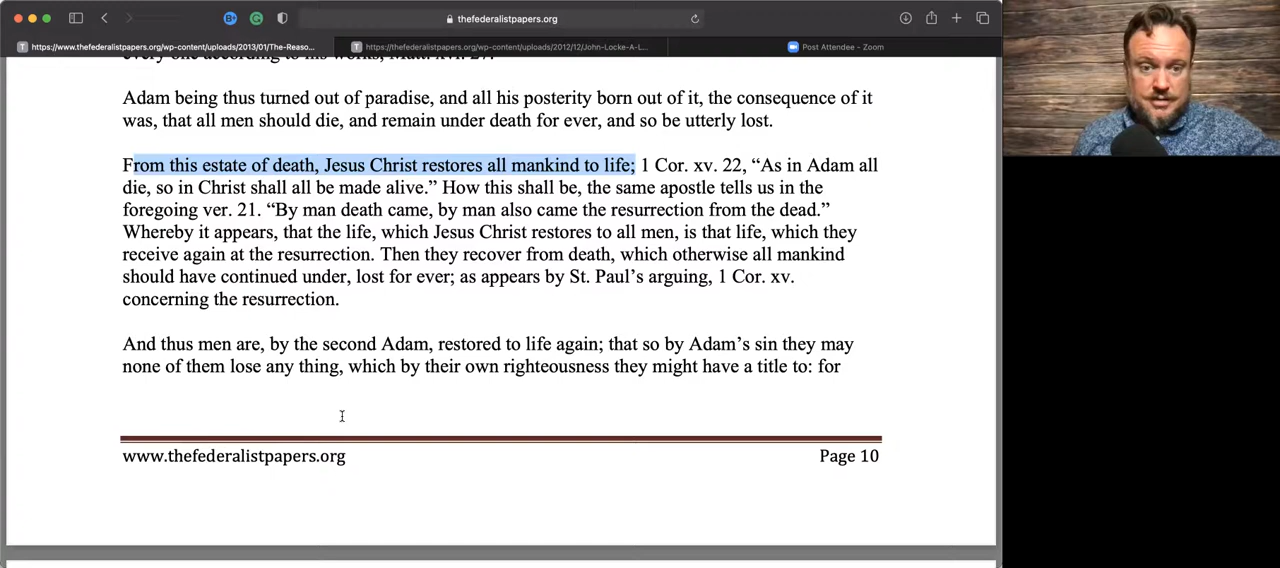 thefederalistpapers.org
https://www.thefederalistpapers.org/wp-content/uploads/2013/01/The-Reaso...
https://thefederalistpapers.org/wp-content/uploads/2012/12/John-Locke-A-L...
Post Attendee - Zoom
every one according to his works, Matt. xvi. 27.
Adam being thus turned out of paradise, and all his posterity born out of it, the consequence of it
was, that all men should die, and remain under death for ever, and so be utterly lost.
From this estate of death, Jesus Christ restores all mankind to life; 1 Cor. xv. 22, “As in Adam all
die, so in Christ shall all be made alive.” How this shall be, the same apostle tells us in the
foregoing ver. 21. “By man death came, by man also came the resurrection from the dead.”
Whereby it appears, that the life, which Jesus Christ restores to all men, is that life, which they
receive again at the resurrection. Then they recover from death, which otherwise all mankind
should have continued under, lost for ever; as appears by St. Paul’s arguing, 1 Cor. xv.
concerning the resurrection.
And thus men are, by the second Adam, restored to life again; that so by Adam’s sin they may
none of them lose any thing, which by their own righteousness they might have a title to: for
www.thefederalistpapers.org Page 10